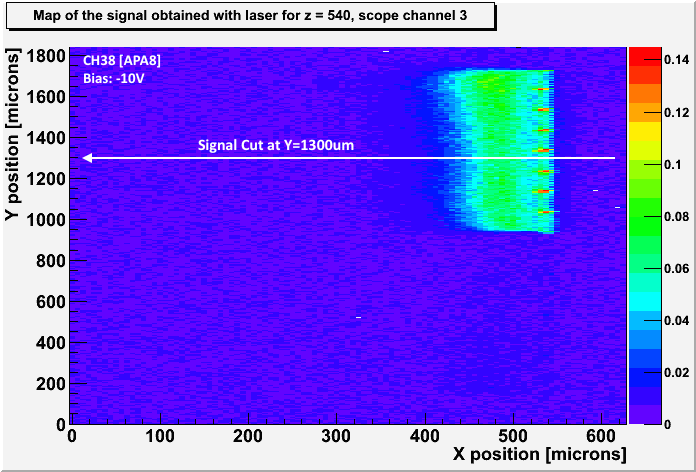 Map of the signal obtained with laser for z = 540, scope channel 3
CH38 [APA8]
Bias: -10V
Signal Cut at Y=1300um
Y position [microns]
1800
1600
1400
1200
1000
800
600
400
200
0
0 100 200 300 400 500 600
X position [microns]
0.14
0.12
0.1
0.08
0.06
0.04
0.02
0